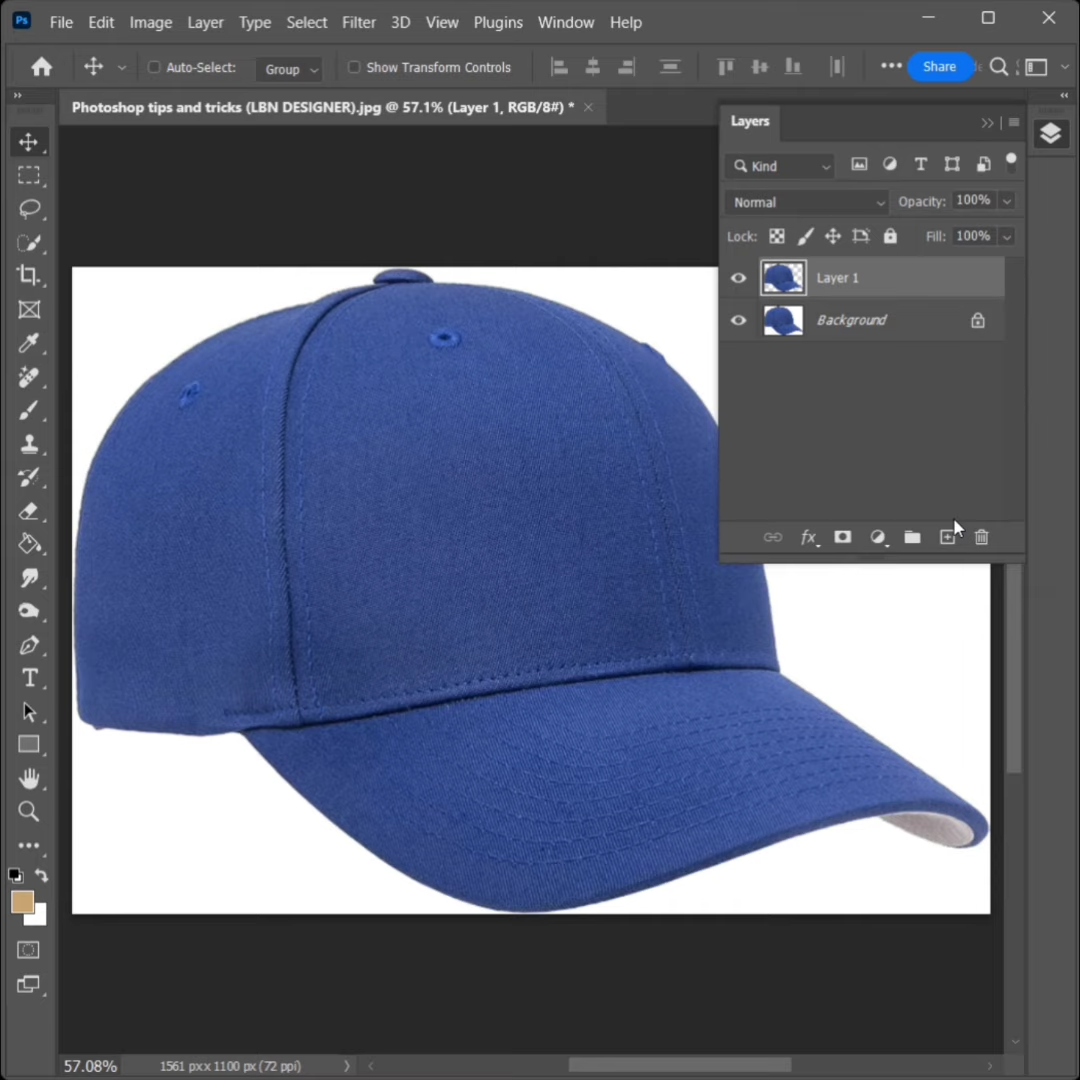 Ps File Edit Image Layer Type Select Filter 3D View Plugins Window Help
Auto-Select: Group Show Transform Controls Share
Photoshop tips and tricks (LBN DESIGNER).jpg @ 57.1% (Layer 1, RGB/8#) *
Layers
Kind
Normal Opacity: 100%
Lock: Fill: 100%
Layer 1
Background
fx
57.08% 1561 px x 1100 px (72 ppi)